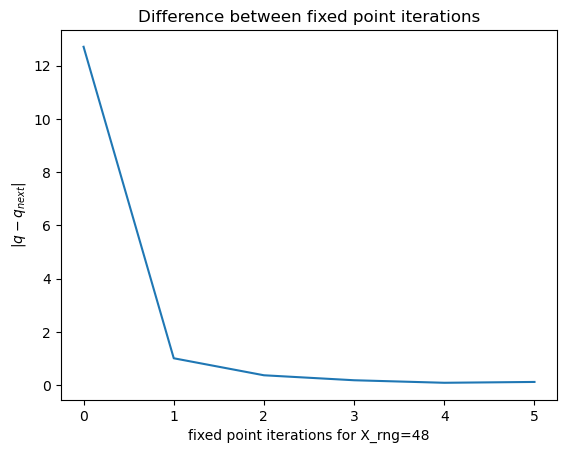 Difference between fixed point iterations
12
10
8
6
4
2
0
|q − q_next|
0 1 2 3 4 5
fixed point iterations for X_rng=48